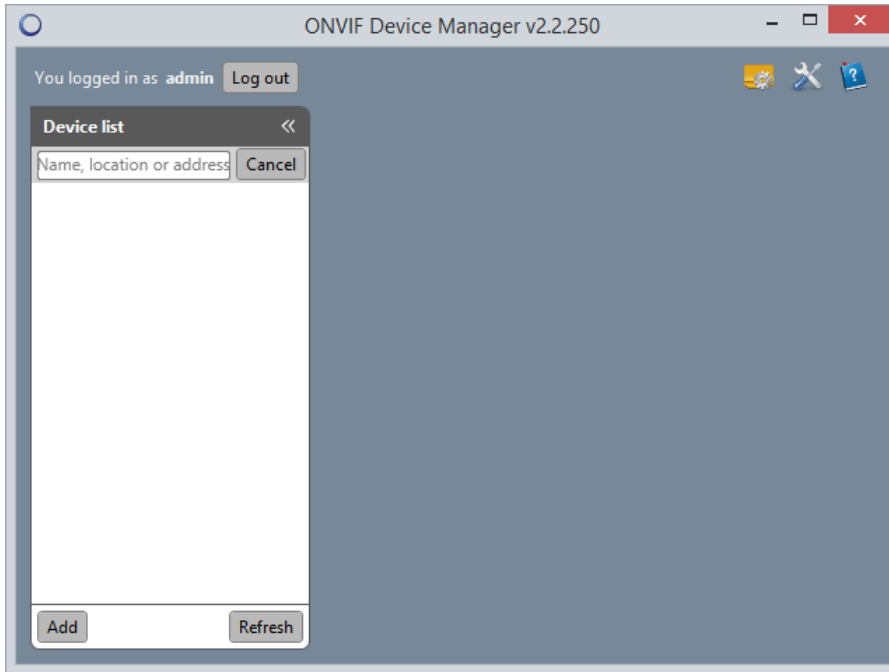 ONVIF Device Manager v2.2.250
You logged in as admin Log out
Device list
Name, location or address Cancel
Add Refresh